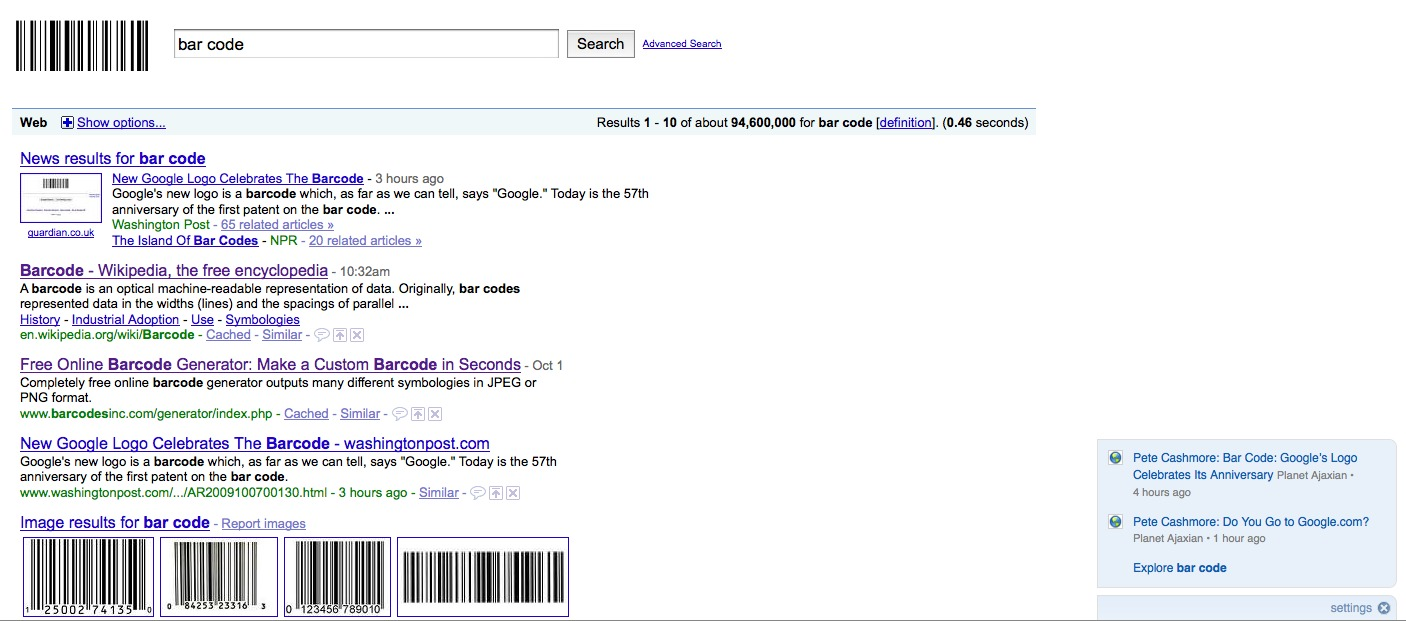 bar code
Search
Advanced Search
Web Show options...
Results 1 - 10 of about 94,600,000 for bar code [definition]. (0.46 seconds)
News results for bar code
New Google Logo Celebrates The Barcode - 3 hours ago
Google's new logo is a barcode which, as far as we can tell, says "Google." Today is the 57th
anniversary of the first patent on the bar code. ...
Washington Post - 65 related articles »
guardian.co.uk
The Island Of Bar Codes - NPR - 20 related articles »
Barcode - Wikipedia, the free encyclopedia - 10:32am
A barcode is an optical machine-readable representation of data. Originally, bar codes
represented data in the widths (lines) and the spacings of parallel ...
History - Industrial Adoption - Use - Symbologies
en.wikipedia.org/wiki/Barcode - Cached - Similar -
Free Online Barcode Generator: Make a Custom Barcode in Seconds - Oct 1
Completely free online barcode generator outputs many different symbologies in JPEG or
PNG format.
www.barcodesinc.com/generator/index.php - Cached - Similar -
New Google Logo Celebrates The Barcode - washingtonpost.com
Google's new logo is a barcode which, as far as we can tell, says "Google." Today is the 57th
anniversary of the first patent on the bar code.
www.washingtonpost.com/.../AR2009100700130.html - 3 hours ago - Similar -
Image results for bar code - Report images
1 25002 74135 0
0 84253 23316 3
0 123456 789010
Pete Cashmore: Bar Code: Google's Logo
Celebrates Its Anniversary Planet Ajaxian •
4 hours ago
Pete Cashmore: Do You Go to Google.com?
Planet Ajaxian • 1 hour ago
Explore bar code
settings